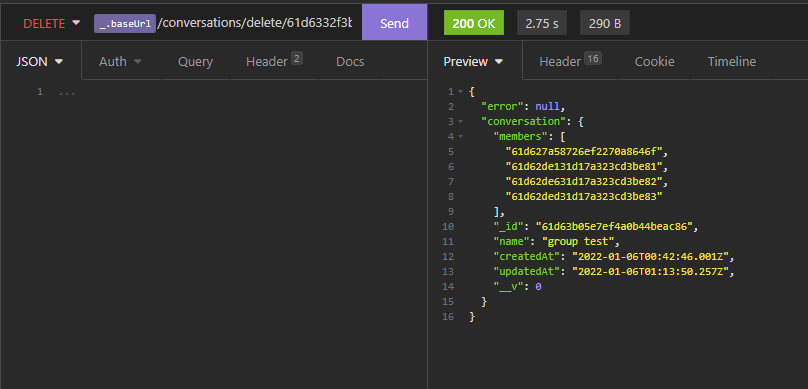 DELETE _.baseUrl /conversations/delete/61d6332f3b Send 200 OK 2.75 s 290 B
JSON Auth Query Header 2 Docs Preview Header 16 Cookie Timeline
1 ...
1 {
2 "error": null,
3 "conversation": {
4 "members": [
5 "61d627a58726ef2270a8646f",
6 "61d62de131d17a323cd3be81",
7 "61d62de631d17a323cd3be82",
8 "61d62ded31d17a323cd3be83"
9 ],
10 "_id": "61d63b05e7ef4a0b44beac86",
11 "name": "group test",
12 "createdAt": "2022-01-06T00:42:46.001Z",
13 "updatedAt": "2022-01-06T01:13:50.257Z",
14 "__v": 0
15 }
16 }